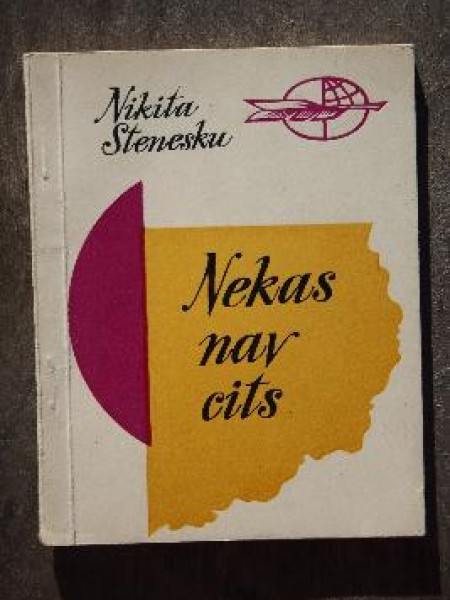 Nikita
Stenesku
Nekas
nav
cits